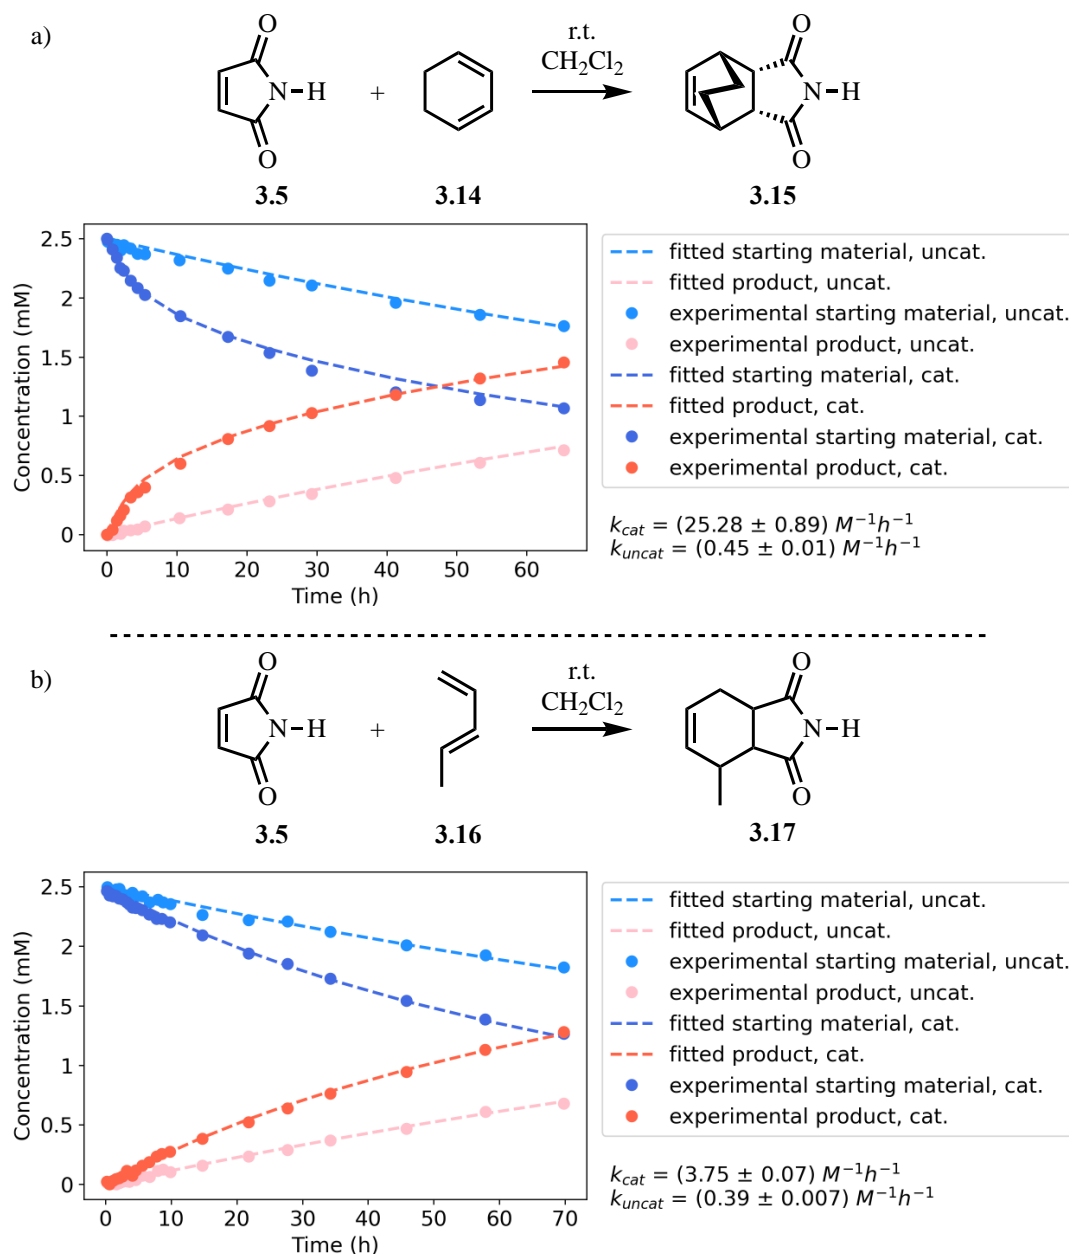 a)
O
N
H
O
+
r.t.
CH2Cl2
O
N
H
O
3.5
3.14
3.15
Concentration (mM)
2.5
2
1.5
1
0.5
0
0 10 20 30 40 50 60
Time (h)
fitted starting material, uncat.
fitted product, uncat.
experimental starting material, uncat.
experimental product, uncat.
fitted starting material, cat.
fitted product, cat.
experimental starting material, cat.
experimental product, cat.
kcat = (25.28 ± 0.89) M−1h−1
kuncat = (0.45 ± 0.01) M−1h−1
b)
O
N
H
O
+
r.t.
CH2Cl2
O
N
H
O
3.5
3.16
3.17
Concentration (mM)
2.5
2
1.5
1
0.5
0
0 10 20 30 40 50 60 70
Time (h)
fitted starting material, uncat.
fitted product, uncat.
experimental starting material, uncat.
experimental product, uncat.
fitted starting material, cat.
fitted product, cat.
experimental starting material, cat.
experimental product, cat.
kcat = (3.75 ± 0.07) M−1h−1
kuncat = (0.39 ± 0.007) M−1h−1